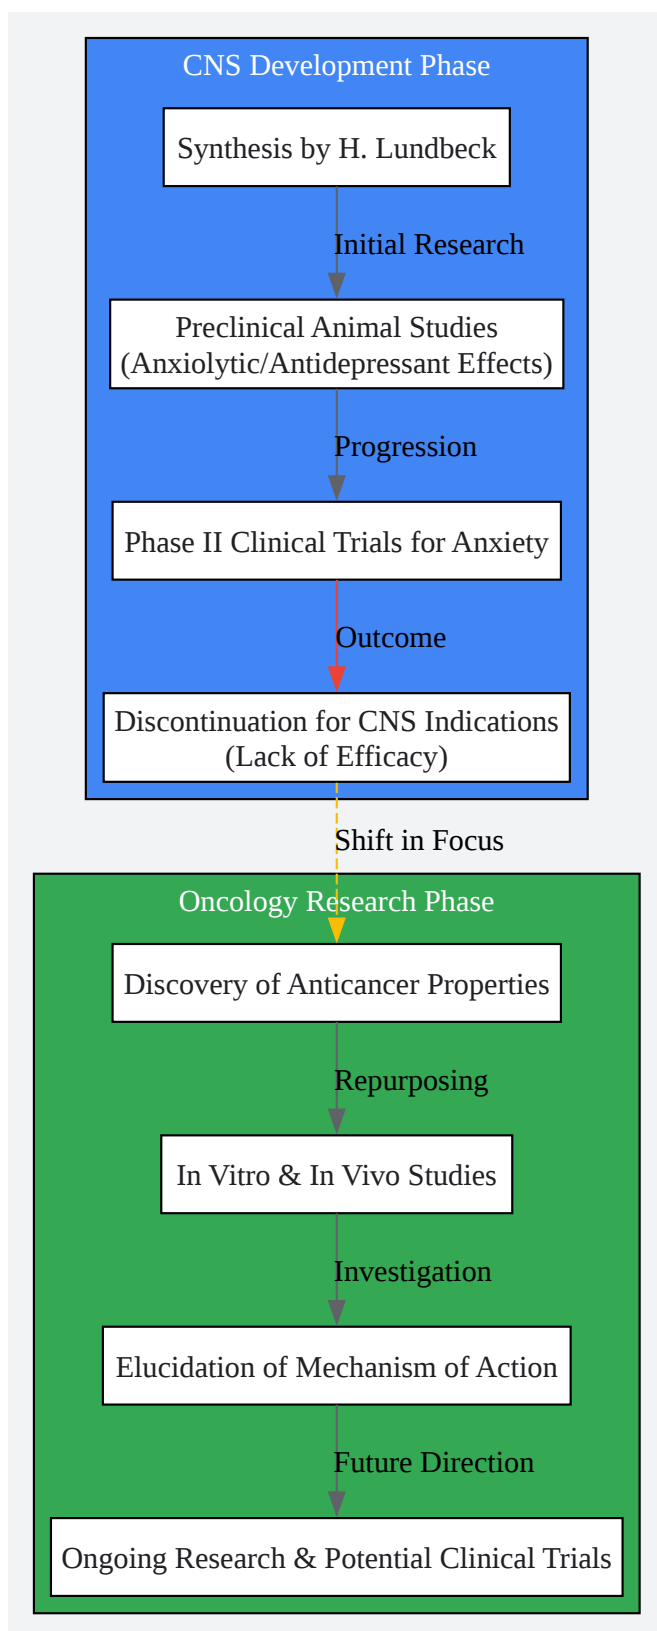 CNS Development Phase
Synthesis by H. Lundbeck
Initial Research
Preclinical Animal Studies
(Anxiolytic/Antidepressant Effects)
Progression
Phase II Clinical Trials for Anxiety
Outcome
Discontinuation for CNS Indications
(Lack of Efficacy)
Shift in Focus
Oncology Research Phase
Discovery of Anticancer Properties
Repurposing
In Vitro & In Vivo Studies
Investigation
Elucidation of Mechanism of Action
Future Direction
Ongoing Research & Potential Clinical Trials